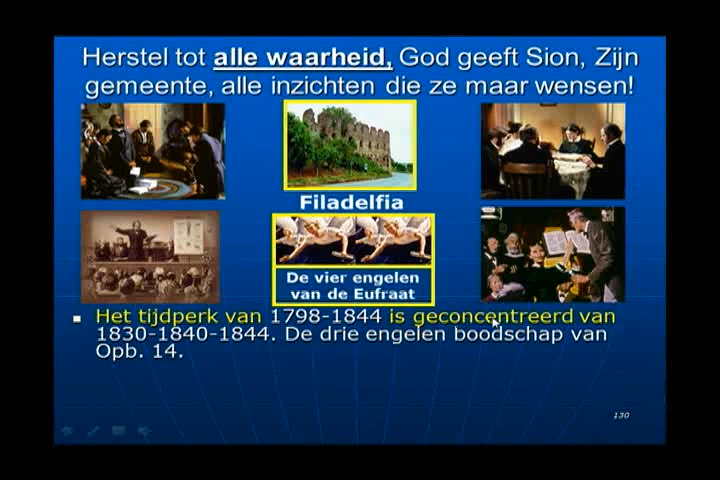 Herstel tot alle waarheid, God geeft Sion, Zijn
gemeente, alle inzichten die ze maar wensen!
Filadelfia
De vier engelen
van de Eufraat
Het tijdperk van 1798-1844 is geconcentreerd van
1830-1840-1844. De drie engelen boodschap van
Opb. 14.
130